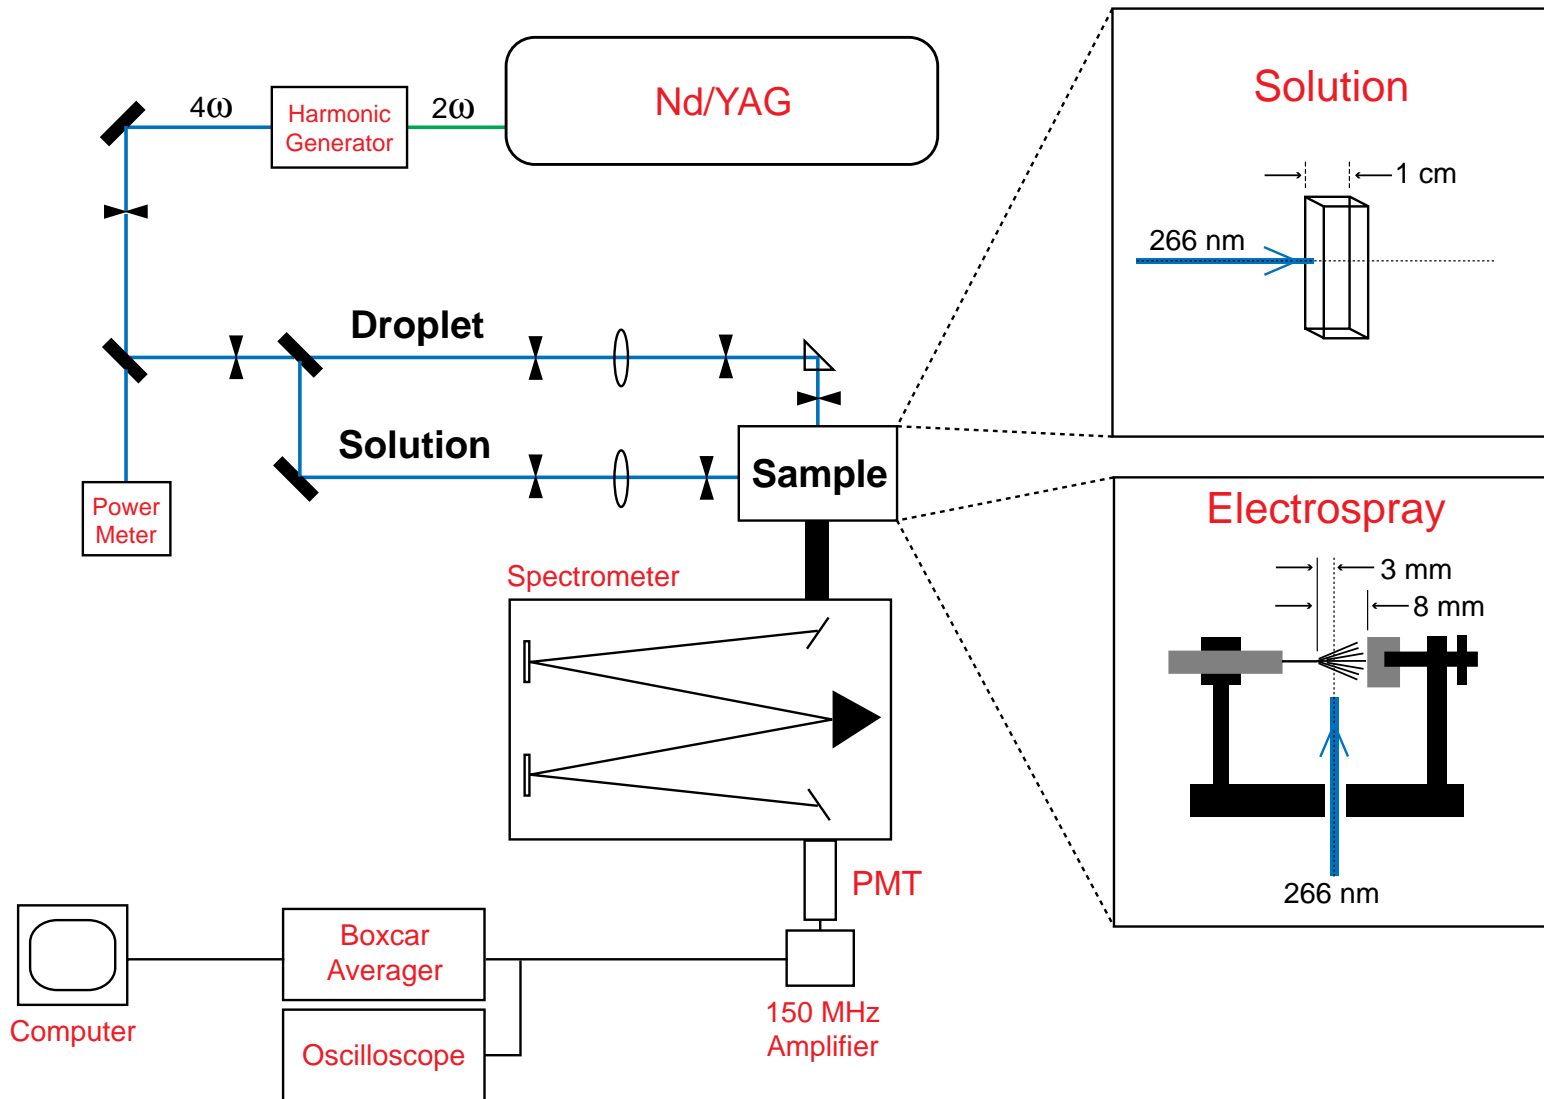 Nd/YAG
4ω
Harmonic
Generator
2ω
Solution
1 cm
266 nm
Droplet
Solution
Sample
Power
Meter
Electrospray
3 mm
8 mm
266 nm
Spectrometer
PMT
Boxcar
Averager
150 MHz
Amplifier
Computer
Oscilloscope